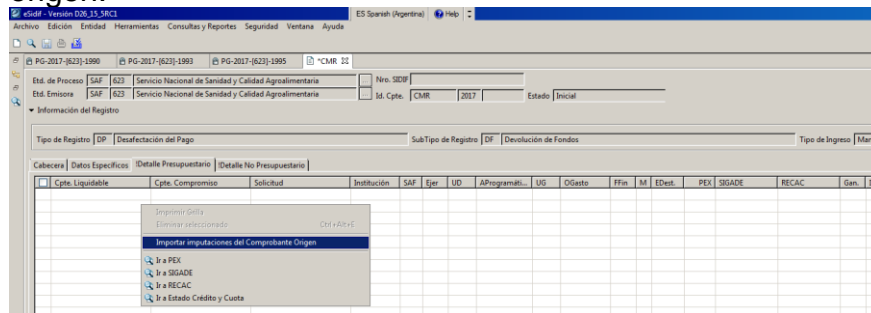 origen.
eSidif - Versión D26_15_5RC1 ES Spanish (Argentina) Help
Archivo Edición Entidad Herramientas Consultas y Reportes Seguridad Ventana Ayuda
PG-2017-[623]-1990 PG-2017-[623]-1993 PG-2017-[623]-1995 *CMR
Etd. de Proceso SAF 623 Servicio Nacional de Sanidad y Calidad Agroalimentaria ... Nro. SIDIF
Etd. Emisora SAF 623 Servicio Nacional de Sanidad y Calidad Agroalimentaria ... Id. Cpte. CMR 2017 Estado Inicial
Información del Registro
Tipo de Registro DP Desafectación del Pago SubTipo de Registro DF Devolución de Fondos Tipo de Ingreso Mar
Cabecera Datos Específicos !Detalle Presupuestario !Detalle No Presupuestario
Cpte. Liquidable Cpte. Compromiso Solicitud Institución SAF Ejer UD AProgramáti... UG OGasto FFin M EDest. PEX SIGADE RECAC Gan.
Imprimir Grilla
Eliminar seleccionado Ctrl+Alt+E
Importar imputaciones del Comprobante Origen
Ir a PEX
Ir a SIGADE
Ir a RECAC
Ir a Estado Crédito y Cuota